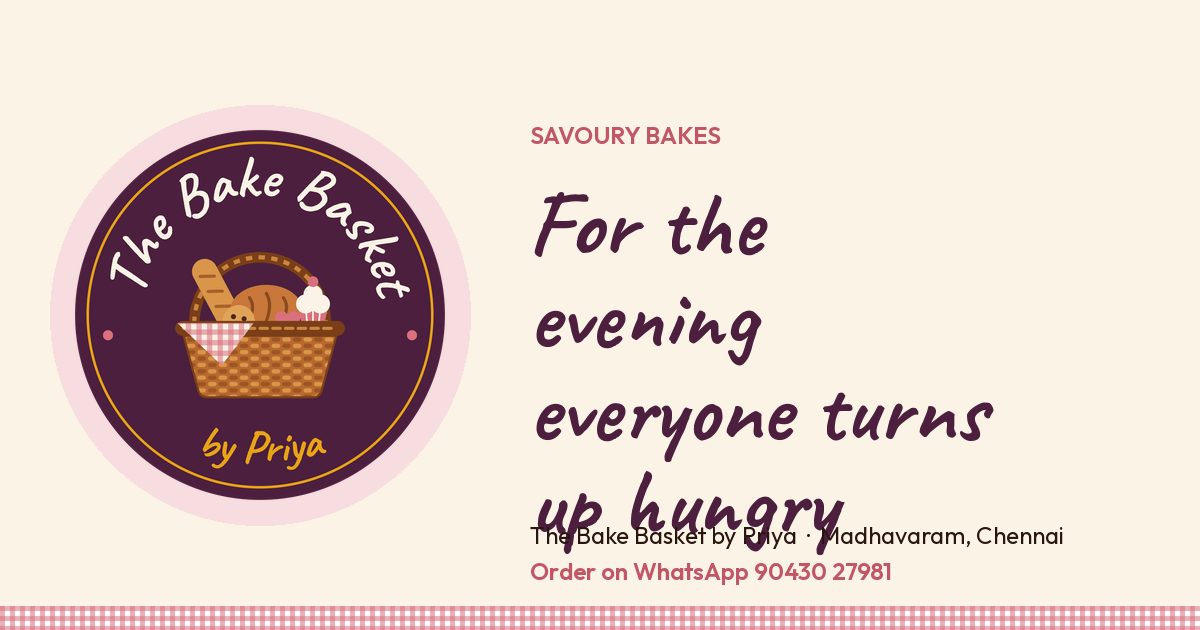 The Bake Basket
by Priya
SAVOURY BAKES
For the
evening
everyone turns
up hungry
The Bake Basket by Priya · Madhavaram, Chennai
Order on WhatsApp 90430 27981